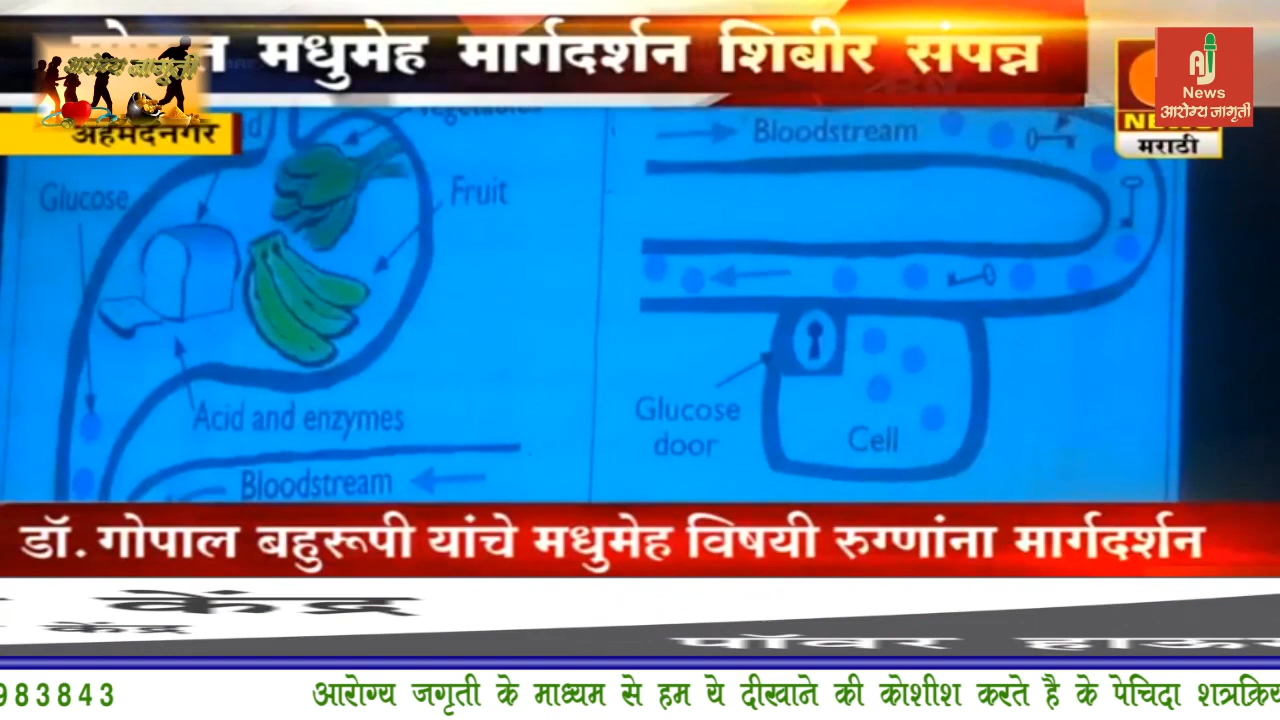 मधुमेह मार्गदर्शन शिबीर संपन्न
आरोग्य जागृती
AJ
News
आरोग्य जागृती
अहमदनगर
NEWS
मराठी
Glucose
Fruit
Acid and enzymes
Bloodstream
Bloodstream
Glucose
door
Cell
डॉ. गोपाल बहुरूपी यांचे मधुमेह विषयी रुग्णांना मार्गदर्शन
केंद्र
केंद्र
पॉवर
983843 आरोग्य जगृती के माध्यम से हम ये दीखाने की कोशीश करते है के पेचिदा